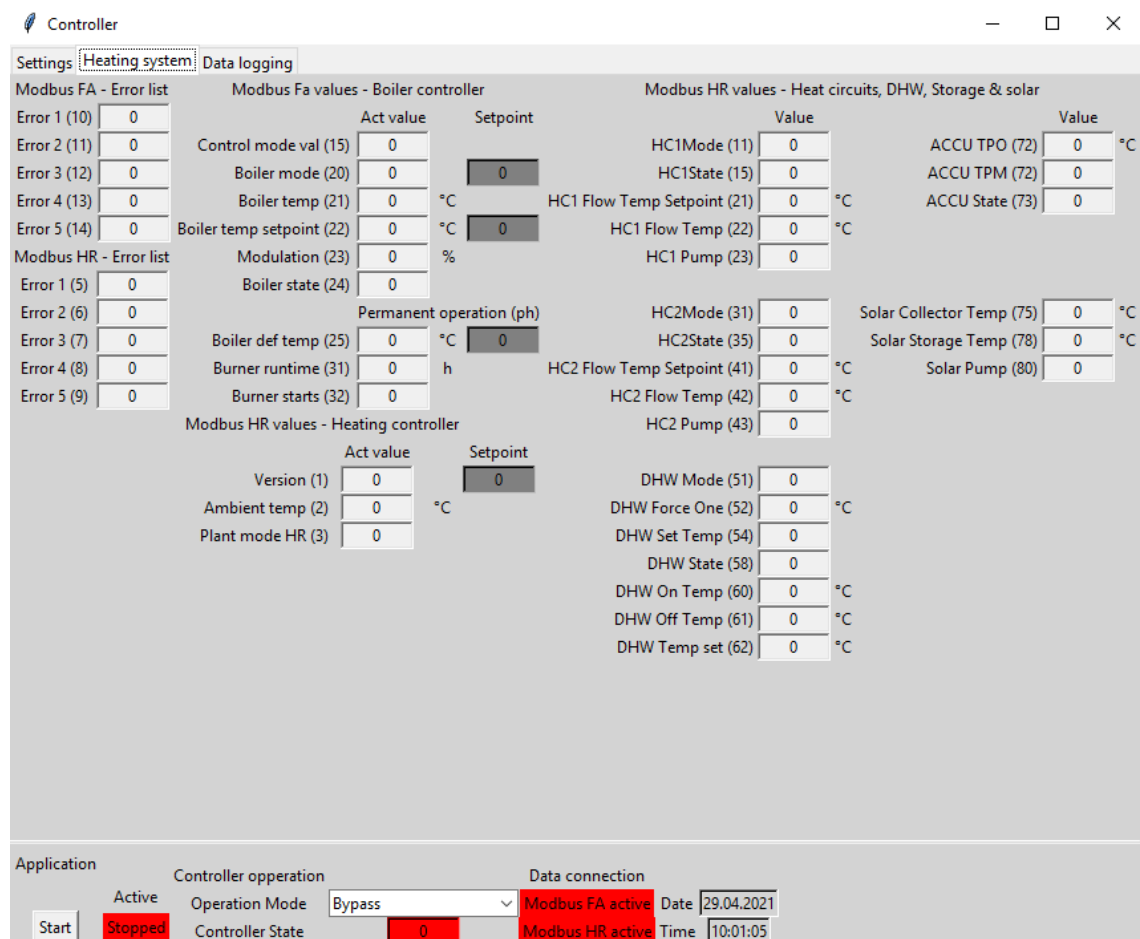 Controller
Settings Heating system Data logging
Modbus FA - Error list Modbus Fa values - Boiler controller Modbus HR values - Heat circuits, DHW, Storage & solar
Error 1 (10) 0 Act value Setpoint Value Value
Error 2 (11) 0 Control mode val (15) 0 HC1Mode (11) 0 ACCU TPO (72) 0 °C
Error 3 (12) 0 Boiler mode (20) 0 0 HC1State (15) 0 ACCU TPM (72) 0
Error 4 (13) 0 Boiler temp (21) 0 °C HC1 Flow Temp Setpoint (21) 0 °C ACCU State (73) 0
Error 5 (14) 0 Boiler temp setpoint (22) 0 °C 0 HC1 Flow Temp (22) 0 °C
Modbus HR - Error list Modulation (23) 0 % HC1 Pump (23) 0
Error 1 (5) 0 Boiler state (24) 0
Error 2 (6) 0 Permanent operation (ph) HC2Mode (31) 0 Solar Collector Temp (75) 0 °C
Error 3 (7) 0 Boiler def temp (25) 0 °C 0 HC2State (35) 0 Solar Storage Temp (78) 0 °C
Error 4 (8) 0 Burner runtime (31) 0 h HC2 Flow Temp Setpoint (41) 0 °C Solar Pump (80) 0
Error 5 (9) 0 Burner starts (32) 0 HC2 Flow Temp (42) 0 °C
Modbus HR values - Heating controller HC2 Pump (43) 0
Act value Setpoint
Version (1) 0 0 DHW Mode (51) 0
Ambient temp (2) 0 °C DHW Force One (52) 0 °C
Plant mode HR (3) 0 DHW Set Temp (54) 0
DHW State (58) 0
DHW On Temp (60) 0 °C
DHW Off Temp (61) 0 °C
DHW Temp set (62) 0 °C
Application Controller opperation Data connection
Active Operation Mode Bypass Modbus FA active Date 29.04.2021
Start Stopped Controller State 0 Modbus HR active Time 10:01:05